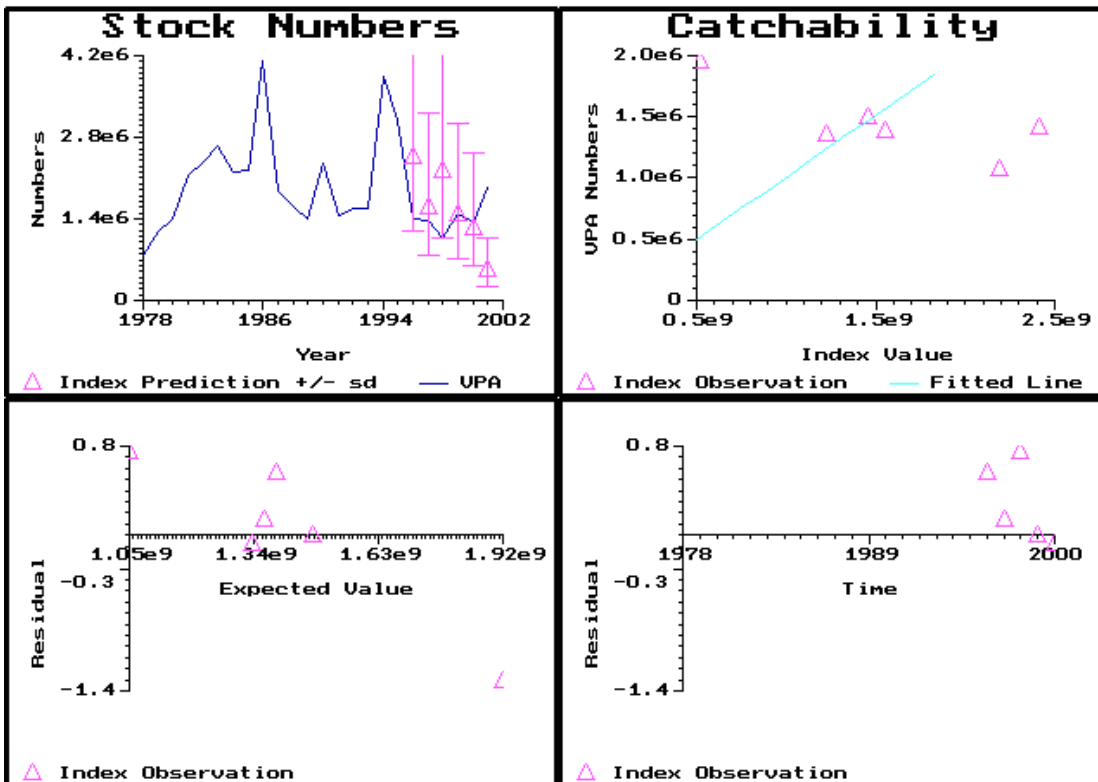 Stock Numbers
4.2e6
2.8e6
1.4e6
0
Numbers
1978 1986 1994 2002
Year
Index Prediction +/- sd VPA
Catchability
2.0e6
1.5e6
1.0e6
0.5e6
0
VPA Numbers
0.5e9 1.5e9 2.5e9
Index Value
Index Observation Fitted Line
0.8
-0.3
-1.4
Residual
1.05e9 1.34e9 1.63e9 1.92e9
Expected Value
Index Observation
0.8
-0.3
-1.4
Residual
1978 1989 2000
Time
Index Observation